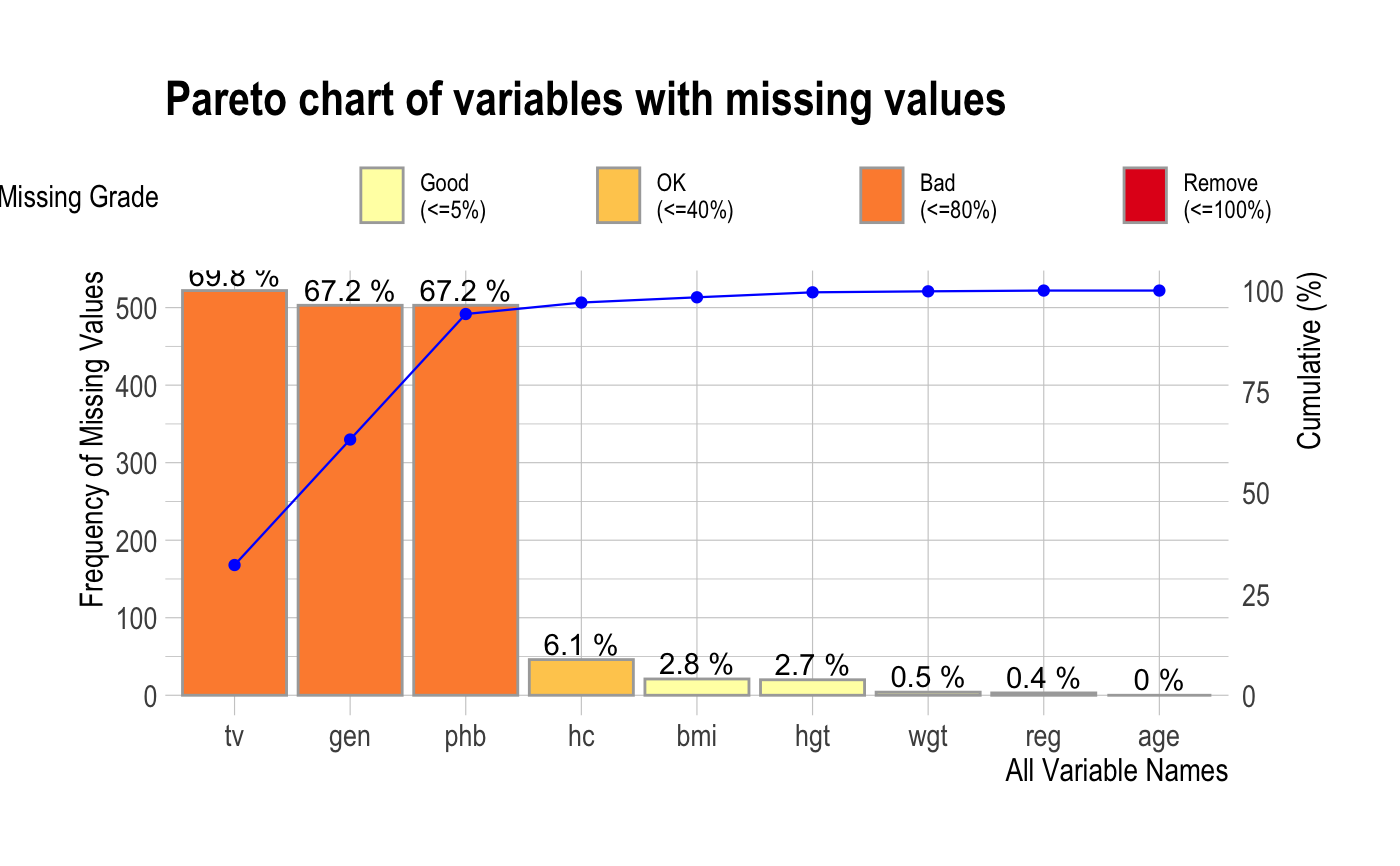 Pareto chart of variables with missing values
Missing Grade
Good
(<=5%)
OK
(<=40%)
Bad
(<=80%)
Remove
(<=100%)
69.8 %
67.2 %
67.2 %
6.1 %
2.8 %
2.7 %
0.5 %
0.4 %
0 %
Frequency of Missing Values
500
400
300
200
100
0
Cumulative (%)
100
75
50
25
0
tv
gen
phb
hc
bmi
hgt
wgt
reg
age
All Variable Names